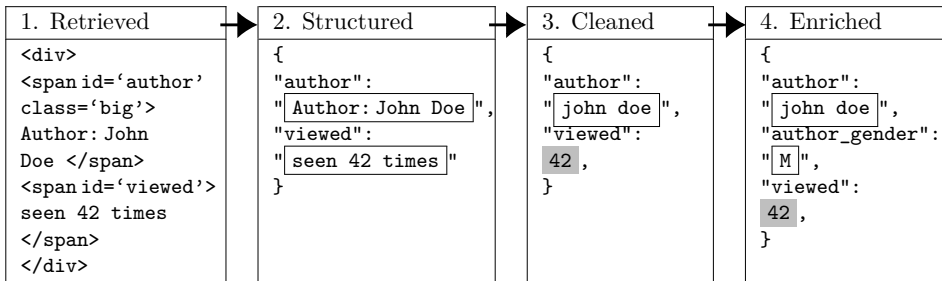 1. Retrieved
<div>
<span id=‘author’
class=‘big’>
Author: John
Doe </span>
<span id=‘viewed’>
seen 42 times
</span>
</div>
2. Structured
{
"author":
" Author: John Doe ",
"viewed":
" seen 42 times "
}
3. Cleaned
{
"author":
" john doe ",
"viewed":
42 ,
}
4. Enriched
{
"author":
" john doe ",
"author_gender":
" M ",
"viewed":
42 ,
}